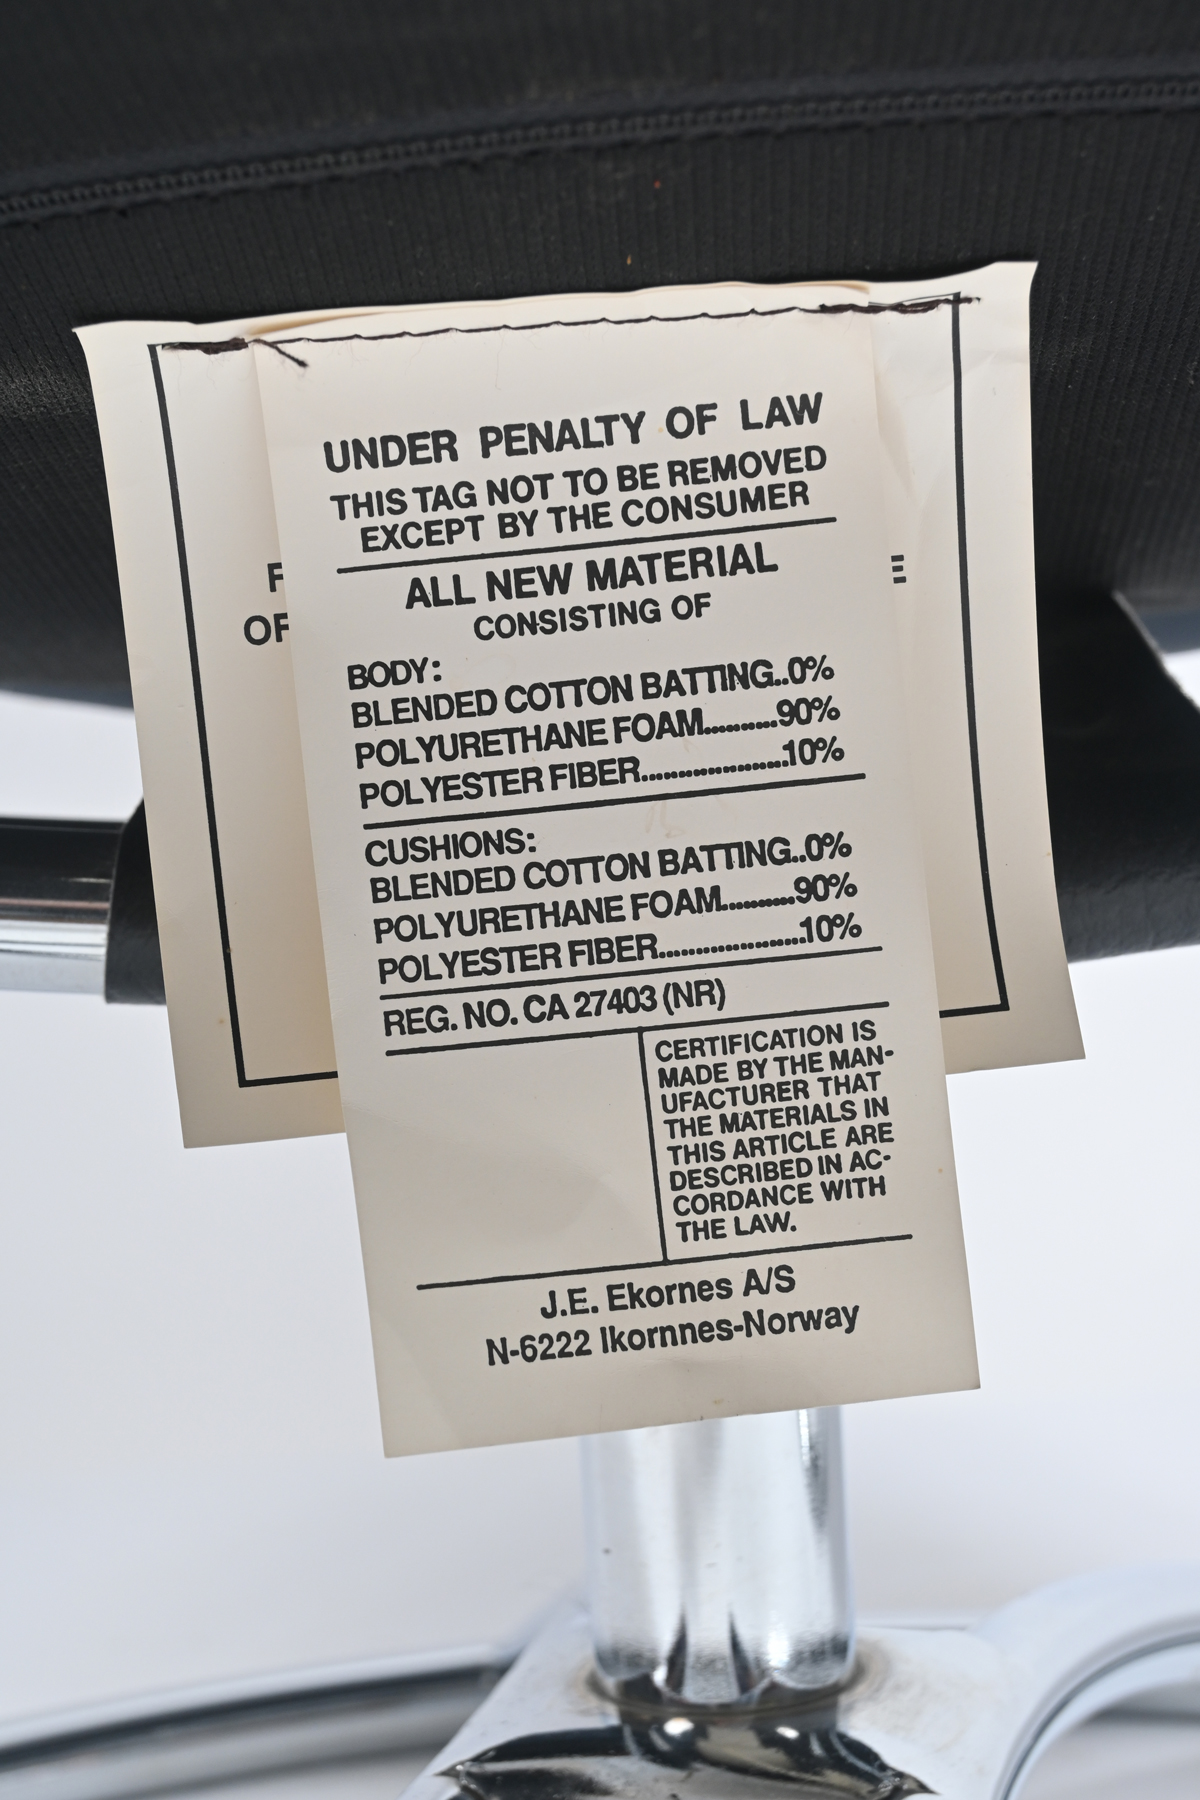 UNDER PENALTY OF LAW
THIS TAG NOT TO BE REMOVED
EXCEPT BY THE CONSUMER
ALL NEW MATERIAL
CONSISTING OF
BODY:
BLENDED COTTON BATTING..0%
POLYURETHANE FOAM..........90%
POLYESTER FIBER....................10%
CUSHIONS:
BLENDED COTTON BATTING..0%
POLYURETHANE FOAM..........90%
POLYESTER FIBER....................10%
REG. NO. CA 27403 (NR)
CERTIFICATION IS
MADE BY THE MAN-
UFACTURER THAT
THE MATERIALS IN
THIS ARTICLE ARE
DESCRIBED IN AC-
CORDANCE WITH
THE LAW.
J.E. Ekornes A/S
N-6222 Ikornnes-Norway